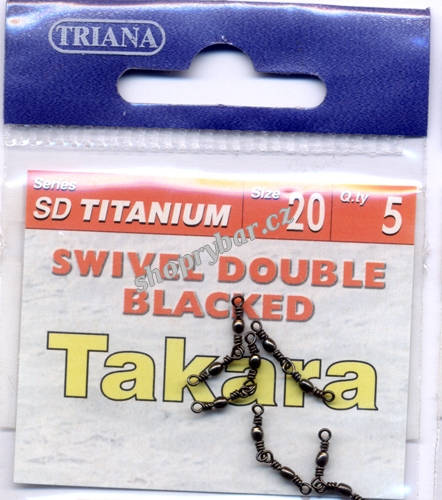 TRIANA
Series Size Q.ty
SD TITANIUM 20 5
shoprybar.cz
SWIVEL DOUBLE
BLACKED
Takara